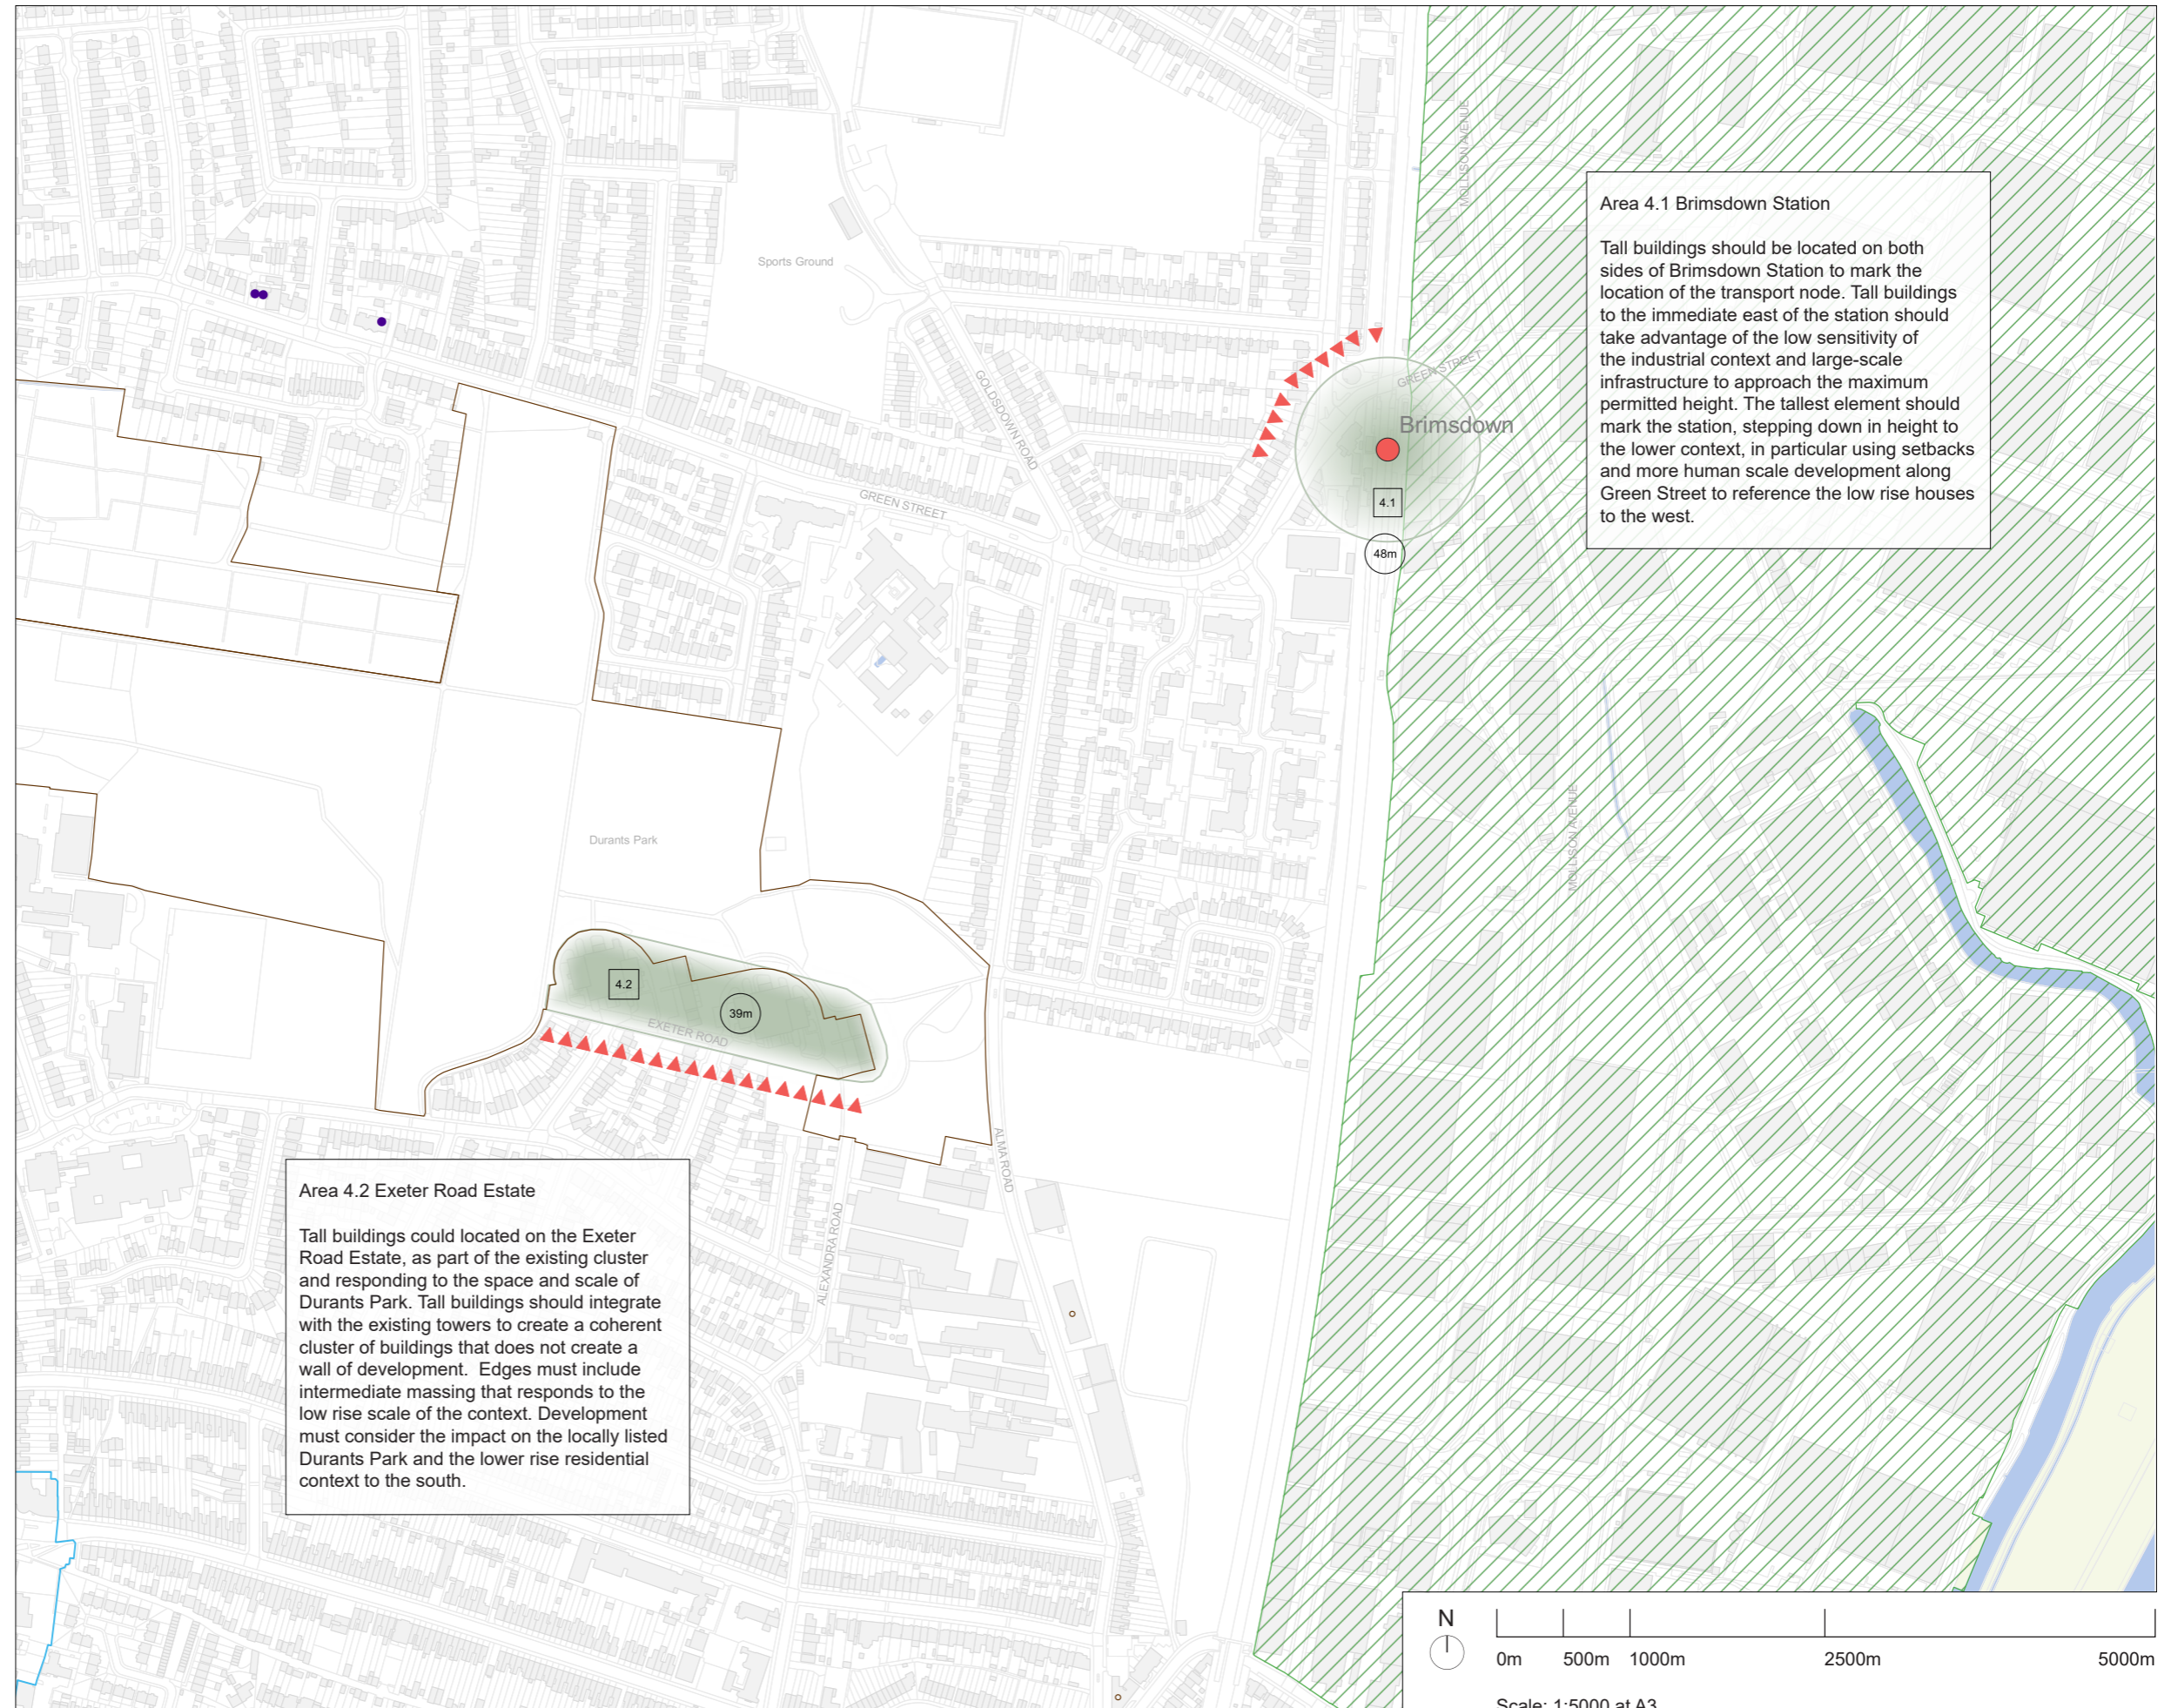 MOLLISON AVENUE
Area 4.1 Brimsdown Station
Tall buildings should be located on both
sides of Brimsdown Station to mark the
location of the transport node. Tall buildings
to the immediate east of the station should
take advantage of the low sensitivity of
the industrial context and large-scale
infrastructure to approach the maximum
permitted height. The tallest element should
mark the station, stepping down in height to
the lower context, in particular using setbacks
and more human scale development along
Green Street to reference the low rise houses
to the west.
Sports Ground
GREEN STREET
GOLDSDOWN ROAD
Brimsdown
GREEN STREET
4.1
48m
MOLLISON AVENUE
Durants Park
4.2
39m
EXETER ROAD
ALMA ROAD
ALEXANDRA ROAD
Area 4.2 Exeter Road Estate
Tall buildings could located on the Exeter
Road Estate, as part of the existing cluster
and responding to the space and scale of
Durants Park. Tall buildings should integrate
with the existing towers to create a coherent
cluster of buildings that does not create a
wall of development.  Edges must include
intermediate massing that responds to the
low rise scale of the context. Development
must consider the impact on the locally listed
Durants Park and the lower rise residential
context to the south.
N
0m 500m 1000m 2500m 5000m
Scale: 1:5000 at A3